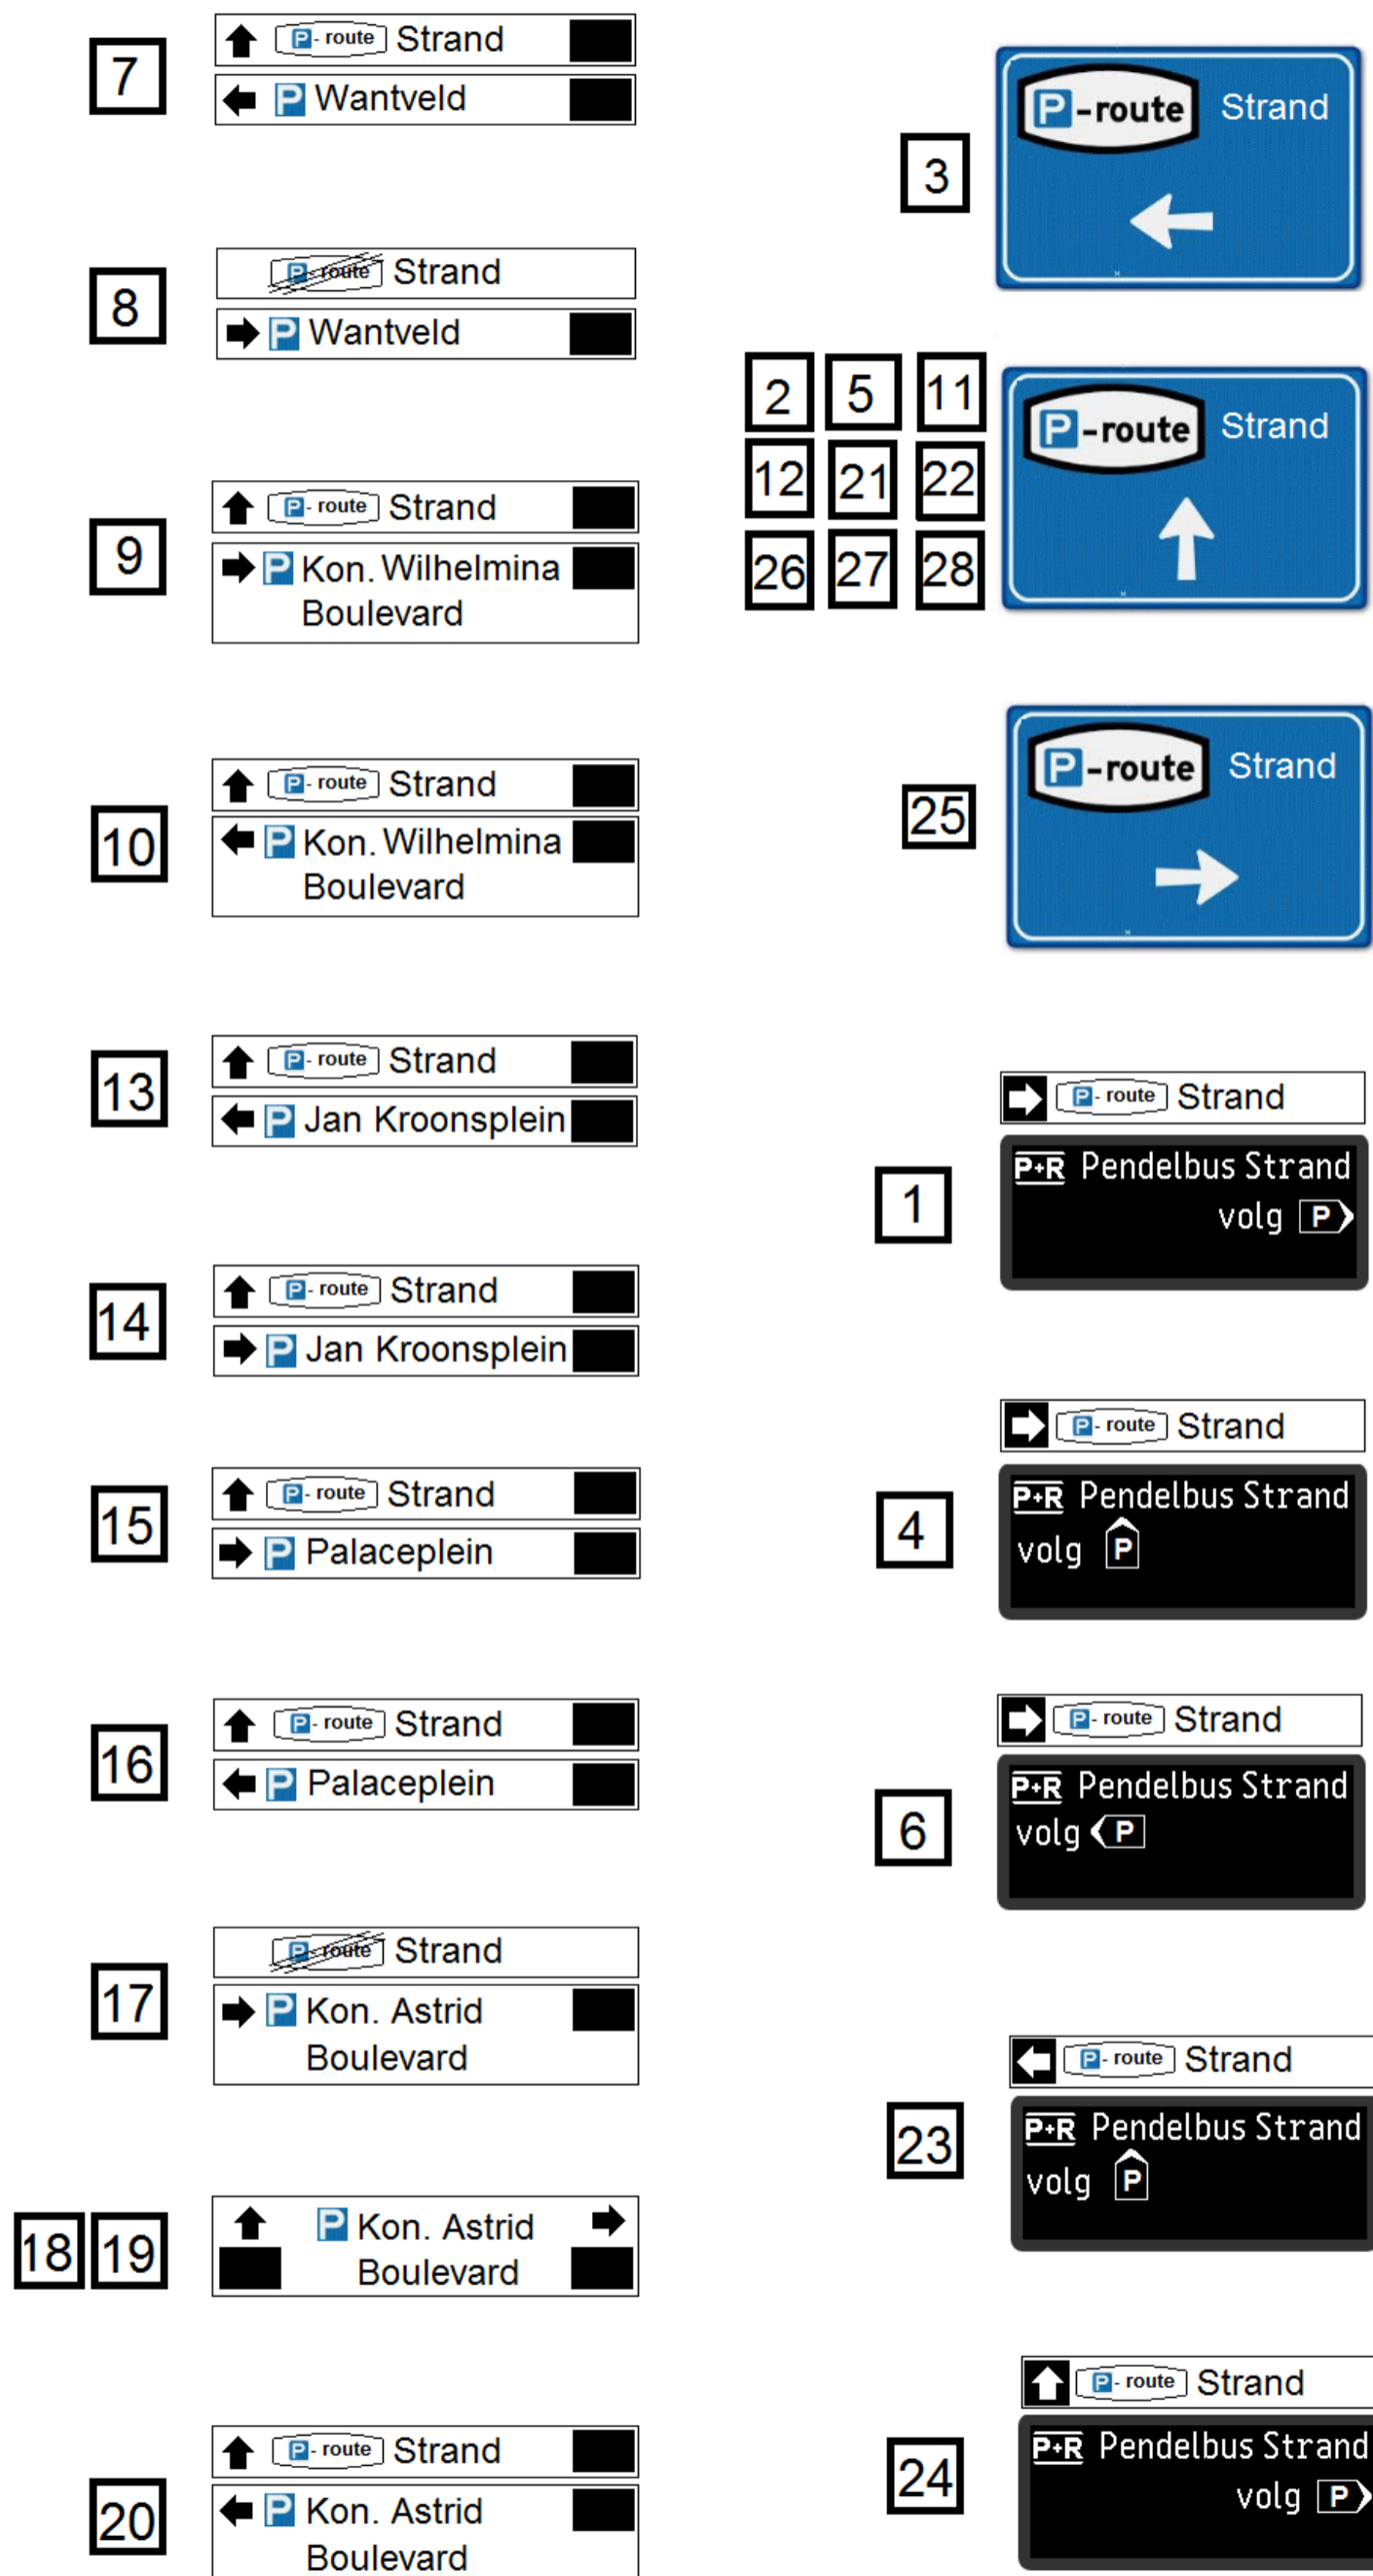 7
P - route Strand
P Wantveld
8
P - route Strand
P Wantveld
9
P - route Strand
P Kon. Wilhelmina
Boulevard
10
P - route Strand
P Kon. Wilhelmina
Boulevard
13
P - route Strand
P Jan Kroonsplein
14
P - route Strand
P Jan Kroonsplein
15
P - route Strand
P Palaceplein
16
P - route Strand
P Palaceplein
17
P - route Strand
P Kon. Astrid
Boulevard
18 19
P Kon. Astrid
Boulevard
20
P - route Strand
P Kon. Astrid
Boulevard
3
P-route Strand
2 5 11
12 21 22
26 27 28
P-route Strand
25
P-route Strand
1
P - route Strand
P+R Pendelbus Strand
volg P
4
P - route Strand
P+R Pendelbus Strand
volg P
6
P - route Strand
P+R Pendelbus Strand
volg P
23
P - route Strand
P+R Pendelbus Strand
volg P
24
P - route Strand
P+R Pendelbus Strand
volg P